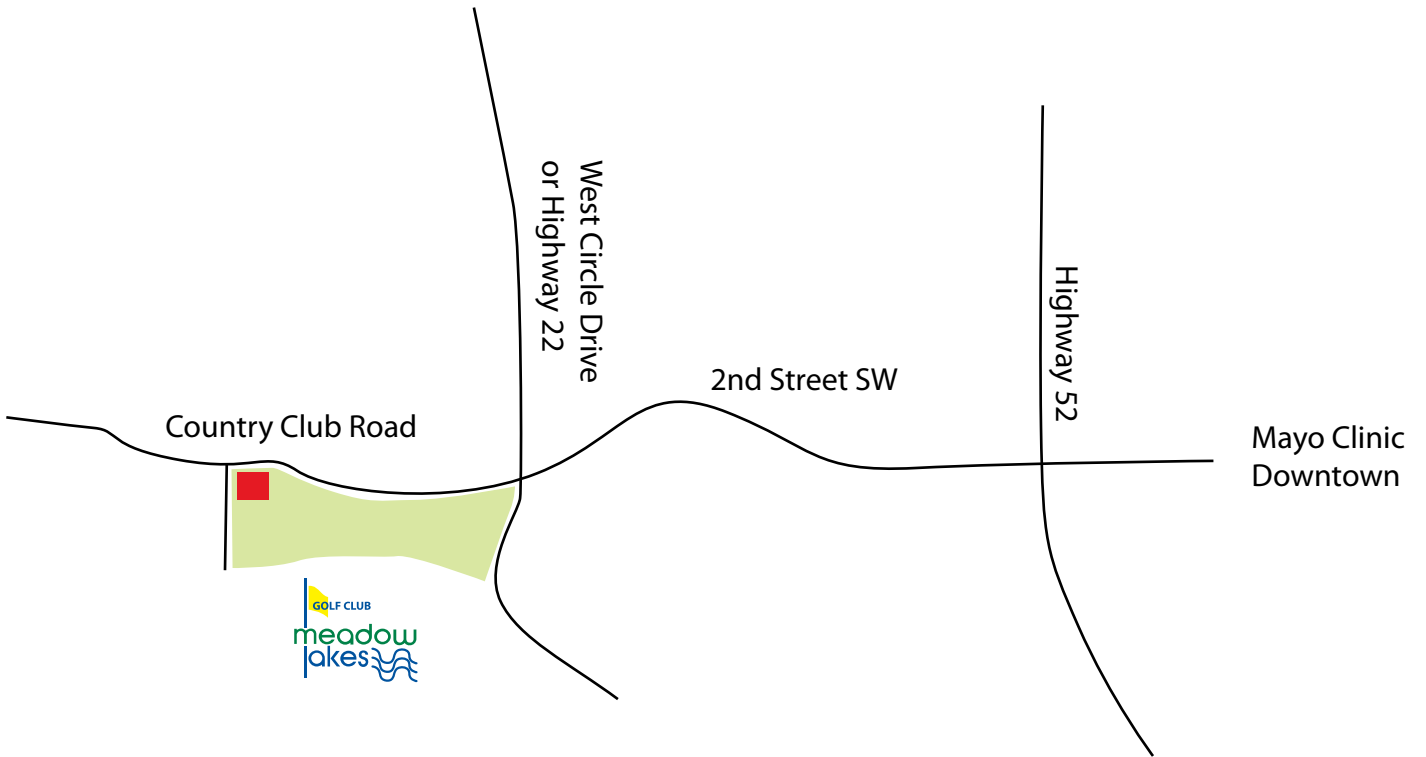 West Circle Drive
or Highway 22
Highway 52
2nd Street SW
Country Club Road
Mayo Clinic
Downtown
GOLF CLUB
meadow
lakes